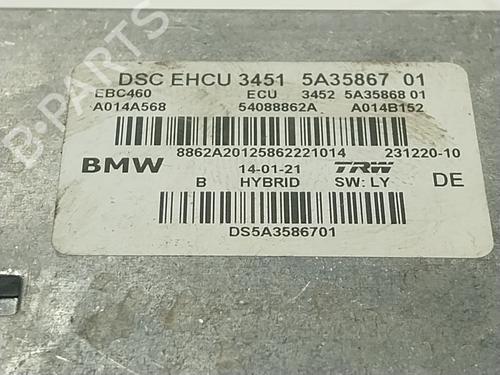 DSC EHCU 3451 5A35867 01
EBC460 ECU 3452 5A35868 01
A014A568 54088862A A014B152
8862A20125862221014 231220-10
BMW 14-01-21 TRW
B HYBRID SW: LY DE
DS5A3586701
B-PARTS